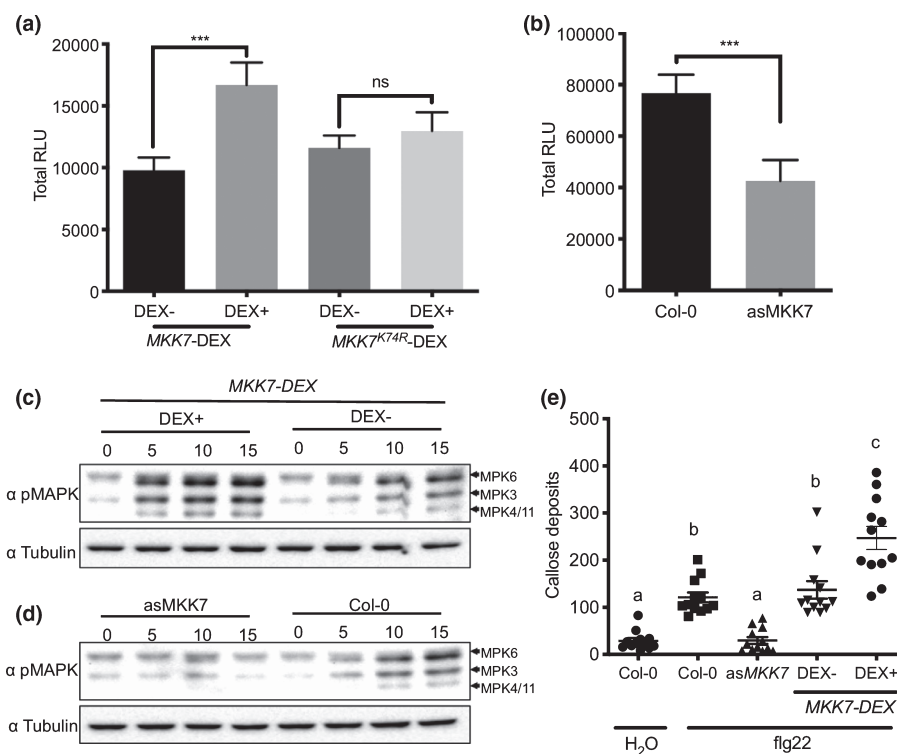 (a)
20000
15000
10000
5000
0
Total RLU
***
ns
DEX- DEX+ DEX- DEX+
MKK7-DEX MKK7K74R-DEX
(b)
100000
80000
60000
40000
20000
0
Total RLU
***
Col-0 asMKK7
(c)
MKK7-DEX
DEX+ DEX-
0 5 10 15 0 5 10 15
α pMAPK
MPK6
MPK3
MPK4/11
α Tubulin
(d)
asMKK7 Col-0
0 5 10 15 0 5 10 15
α pMAPK
MPK6
MPK3
MPK4/11
α Tubulin
(e)
500
400
300
200
100
0
Callose deposits
a b a b c
Col-0 Col-0 asMKK7 DEX- DEX+
MKK7-DEX
H2O flg22